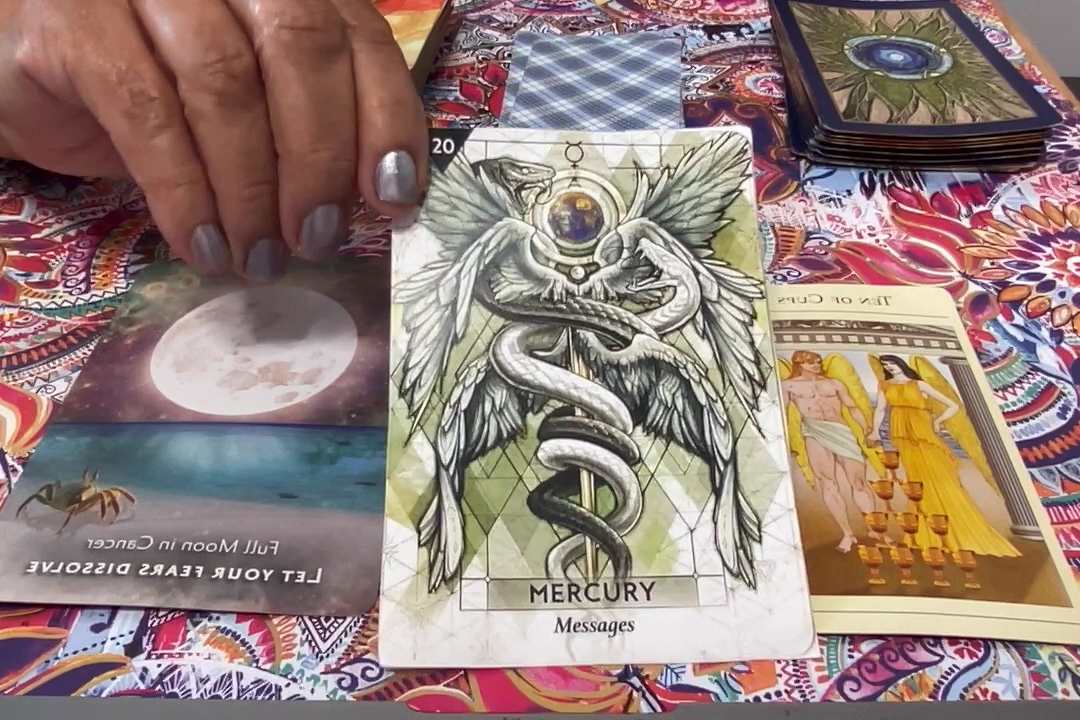 20
MERCURY
Messages
Full Moon in Cancer
LET YOUR FEARS DISSOLVE
TEN OF CUPS